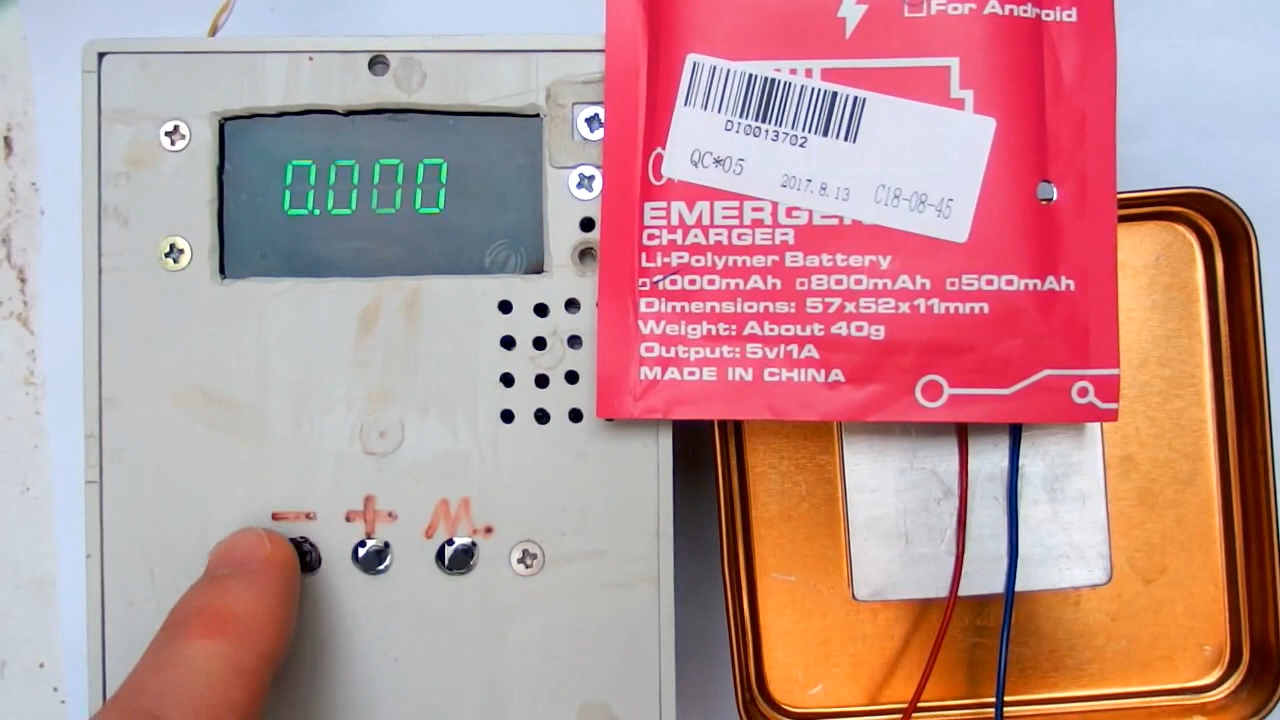 0.000
For Android
DI0013702
QC*05
2017.8.13 C18-08-45
CHARGER
Li-Polymer Battery
1000mAh 800mAh 500mAh
Dimensions: 57x52x11mm
Weight: About 40g
Output: 5v/1A
MADE IN CHINA
- + M.